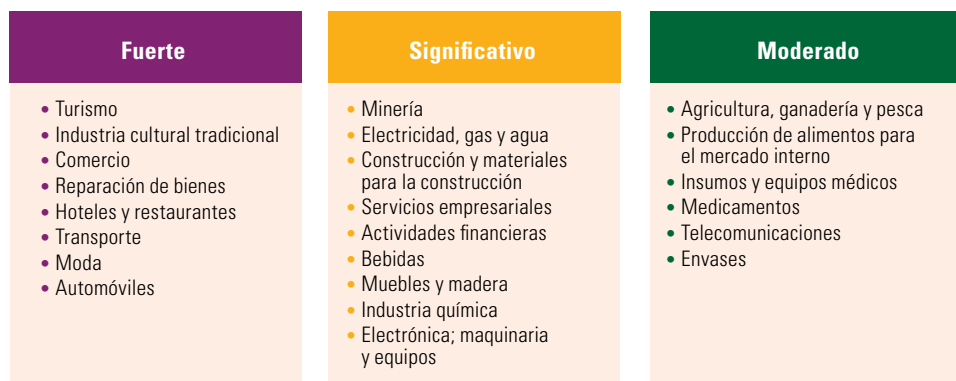 Fuerte
• Turismo
• Industria cultural tradicional
• Comercio
• Reparación de bienes
• Hoteles y restaurantes
• Transporte
• Moda
• Automóviles
Significativo
• Minería
• Electricidad, gas y agua
• Construcción y materiales
para la construcción
• Servicios empresariales
• Actividades financieras
• Bebidas
• Muebles y madera
• Industria química
• Electrónica; maquinaria
y equipos
Moderado
• Agricultura, ganadería y pesca
• Producción de alimentos para
el mercado interno
• Insumos y equipos médicos
• Medicamentos
• Telecomunicaciones
• Envases